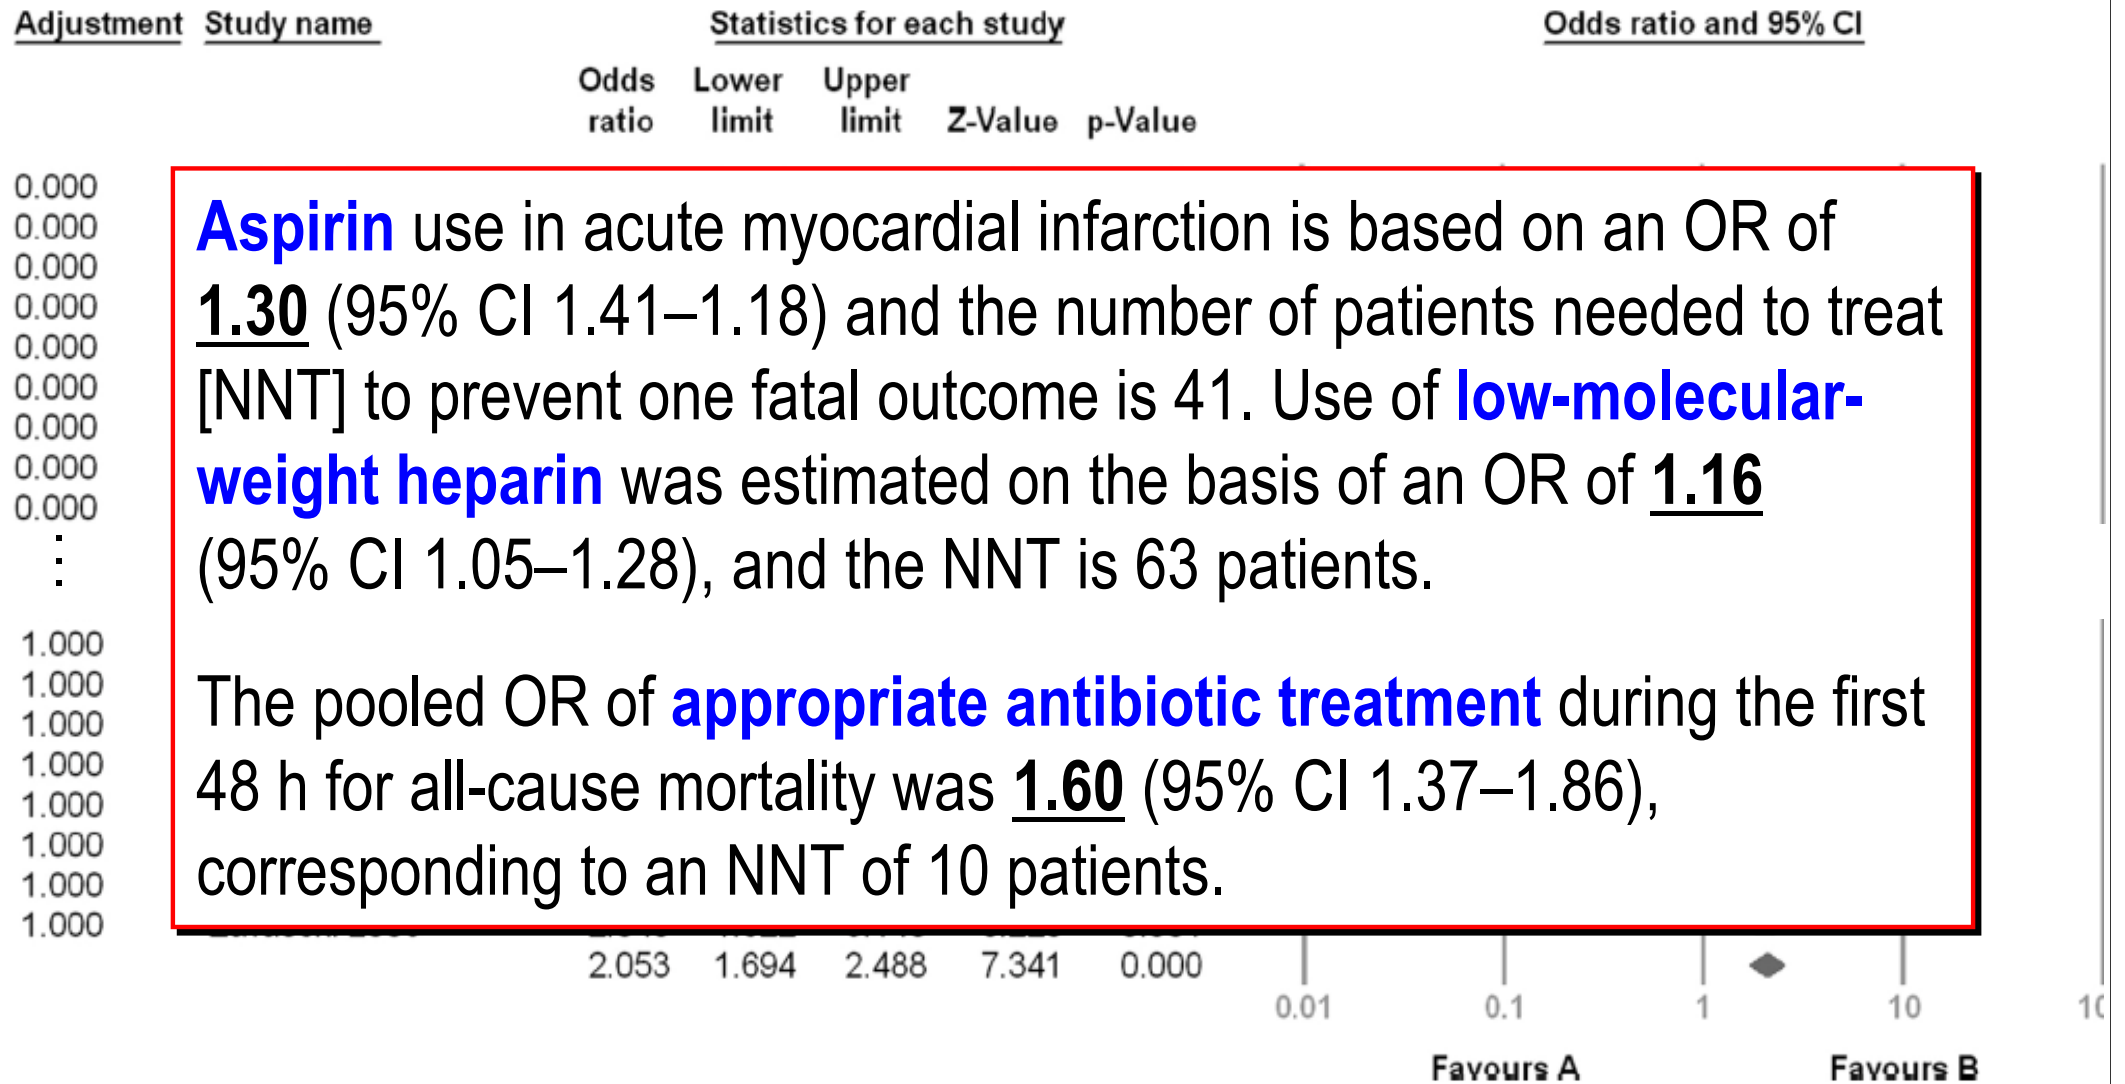 Adjustment Study name Statistics for each study Odds ratio and 95% CI
Odds Lower Upper
ratio limit limit Z-Value p-Value
0.000
0.000
0.000
0.000
0.000
0.000
0.000
0.000
0.000
⋮
1.000
1.000
1.000
1.000
1.000
1.000
1.000
1.000
Aspirin use in acute myocardial infarction is based on an OR of
1.30 (95% CI 1.41–1.18) and the number of patients needed to treat
[NNT] to prevent one fatal outcome is 41. Use of low-molecular-
weight heparin was estimated on the basis of an OR of 1.16
(95% CI 1.05–1.28), and the NNT is 63 patients.
The pooled OR of appropriate antibiotic treatment during the first
48 h for all-cause mortality was 1.60 (95% CI 1.37–1.86),
corresponding to an NNT of 10 patients.
2.053 1.694 2.488 7.341 0.000
0.01 0.1 1 10
Favours A Favours B